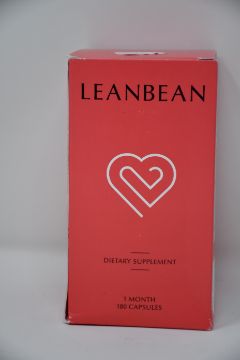 LEANBEAN
DIETARY SUPPLEMENT
1 MONTH
180 CAPSULES